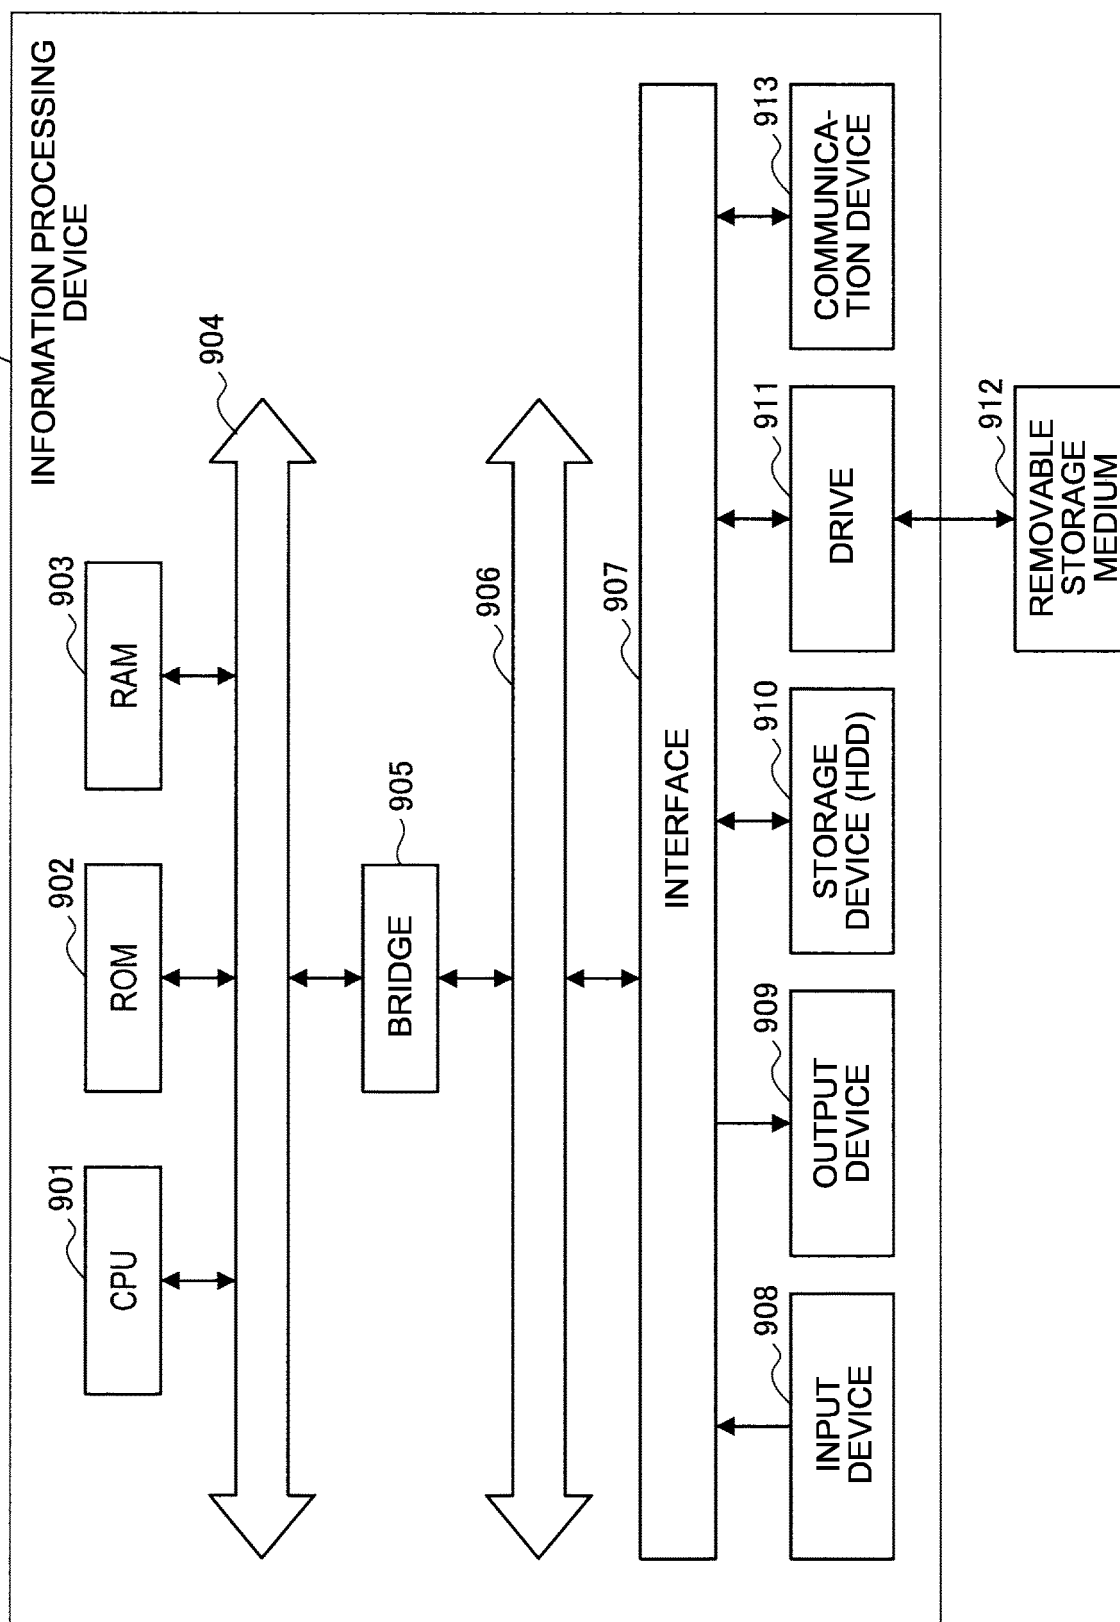 INFORMATION PROCESSING
DEVICE
901
CPU
902
ROM
903
RAM
904
905
BRIDGE
906
907
INTERFACE
908
INPUT
DEVICE
909
OUTPUT
DEVICE
910
STORAGE
DEVICE (HDD)
911
DRIVE
913
COMMUNICA-
TION DEVICE
912
REMOVABLE
STORAGE
MEDIUM